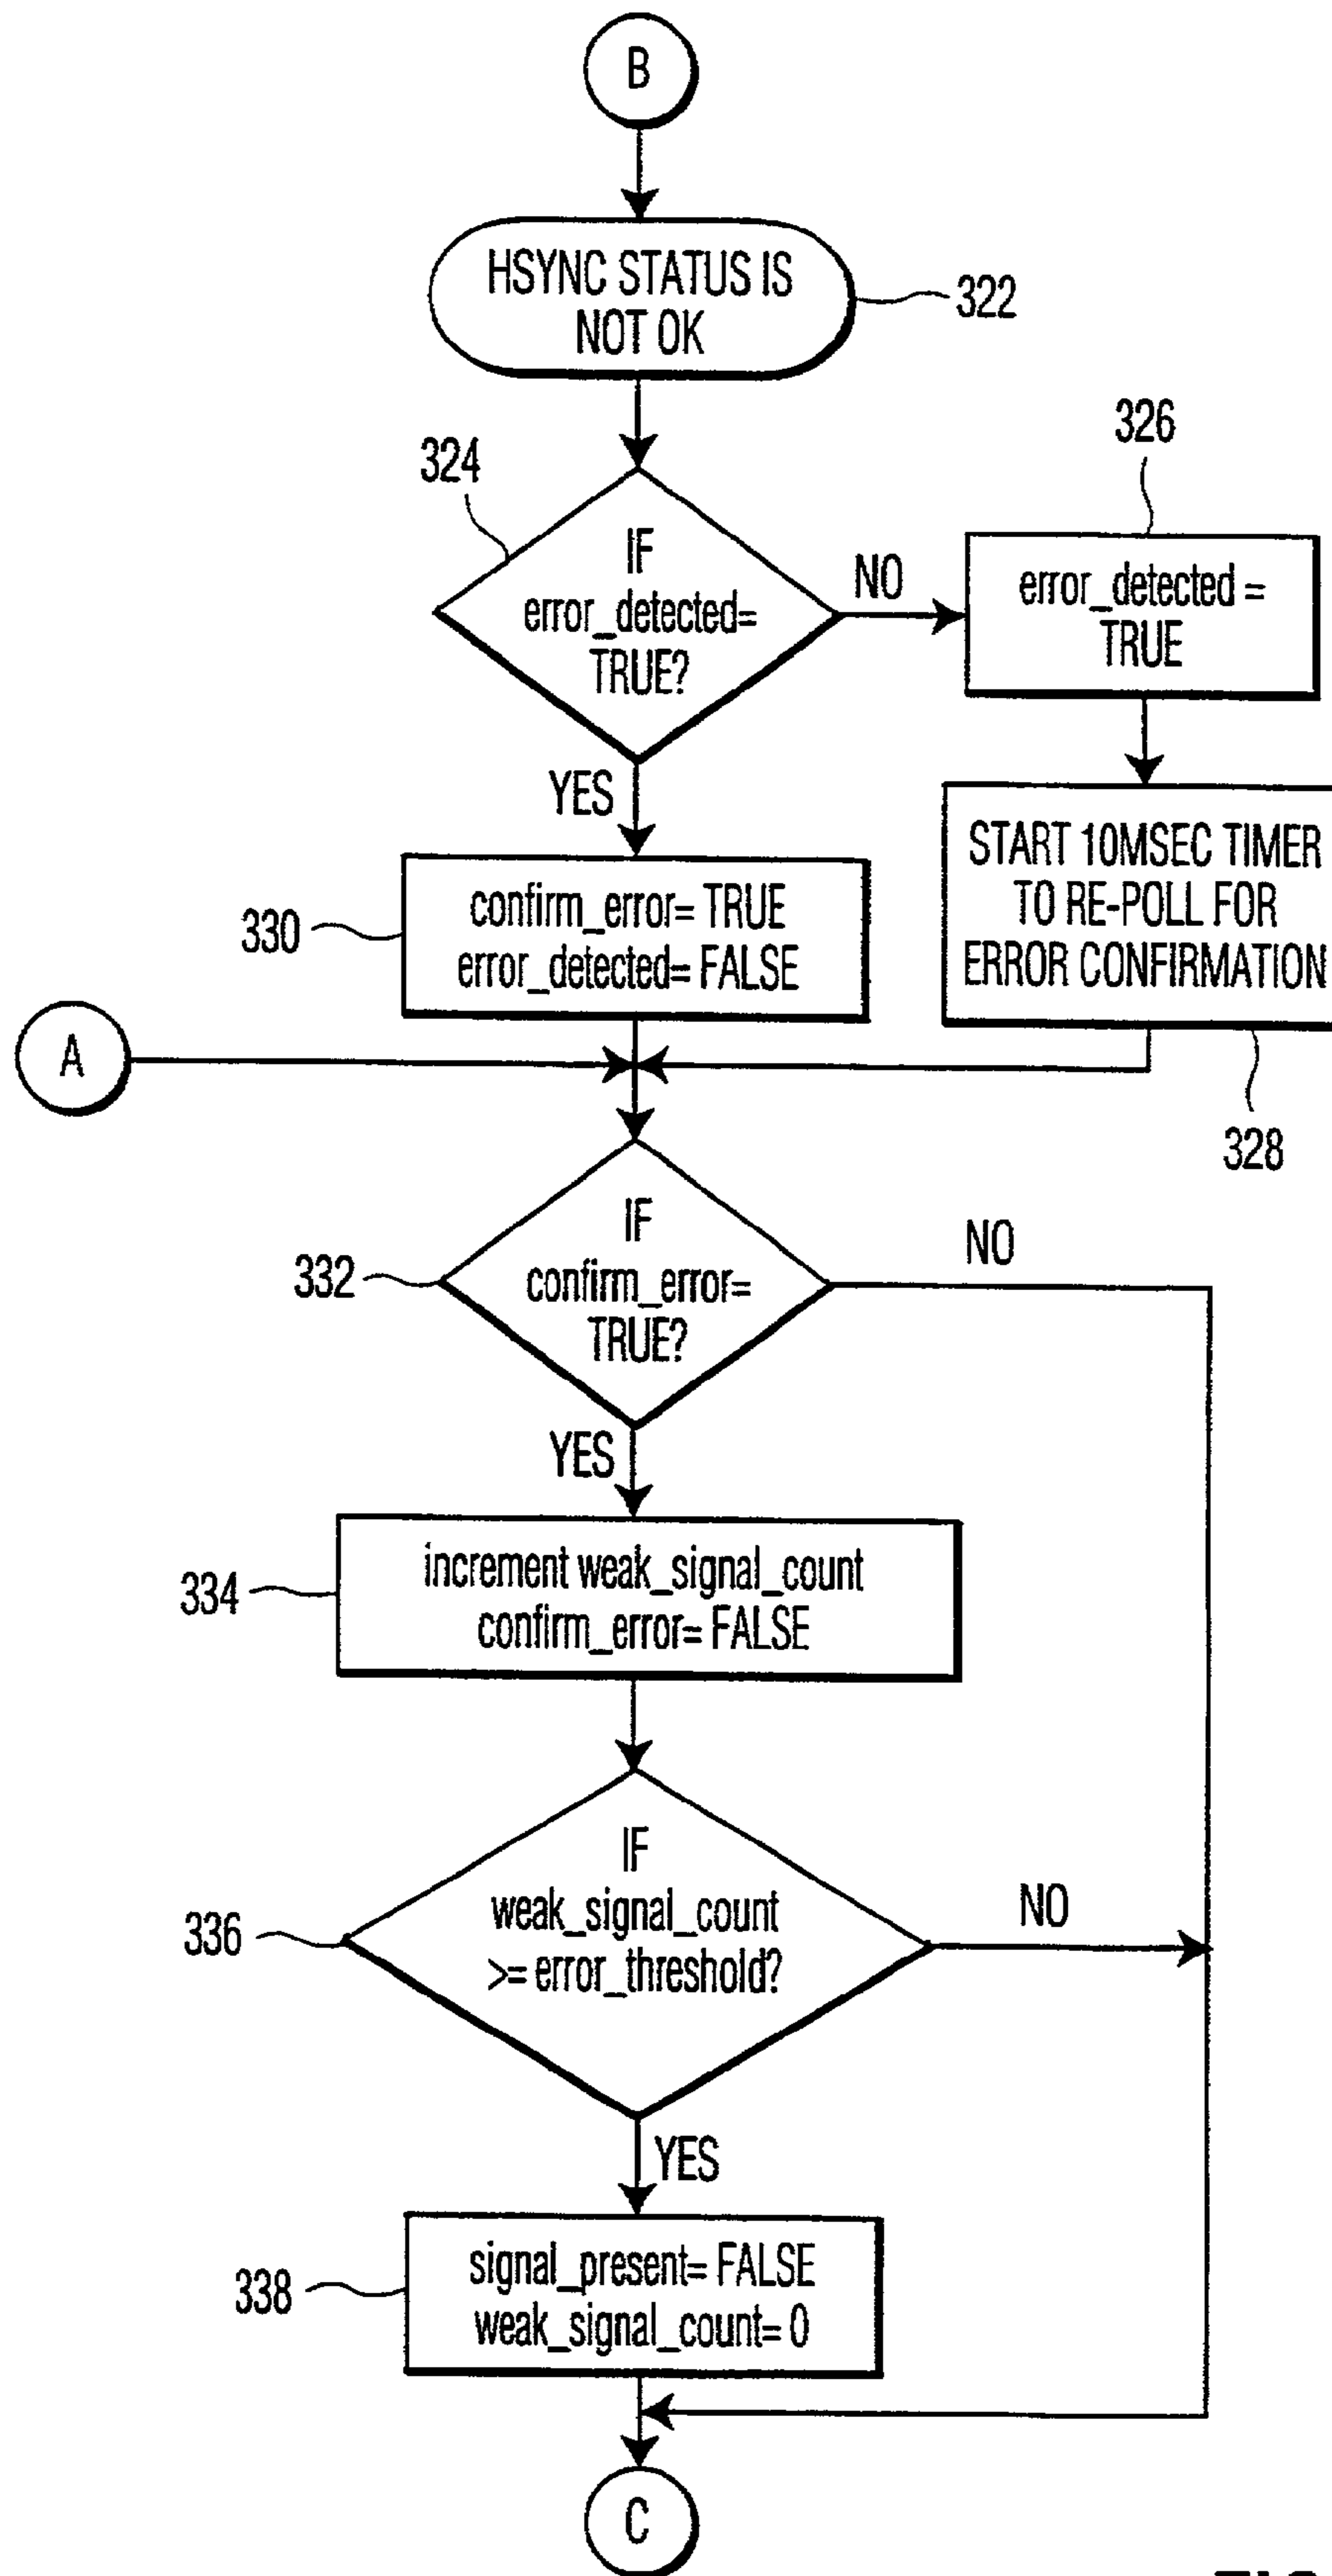 B
HSYNC STATUS IS
NOT OK
322
324
IF
error_detected=
TRUE?
NO
326
error_detected =
TRUE
YES
START 10MSEC TIMER
TO RE-POLL FOR
ERROR CONFIRMATION
328
330
confirm_error= TRUE
error_detected= FALSE
A
332
IF
confirm_error=
TRUE?
NO
YES
334
increment weak_signal_count
confirm_error= FALSE
336
IF
weak_signal_count
>= error_threshold?
NO
YES
338
signal_present= FALSE
weak_signal_count= 0
C